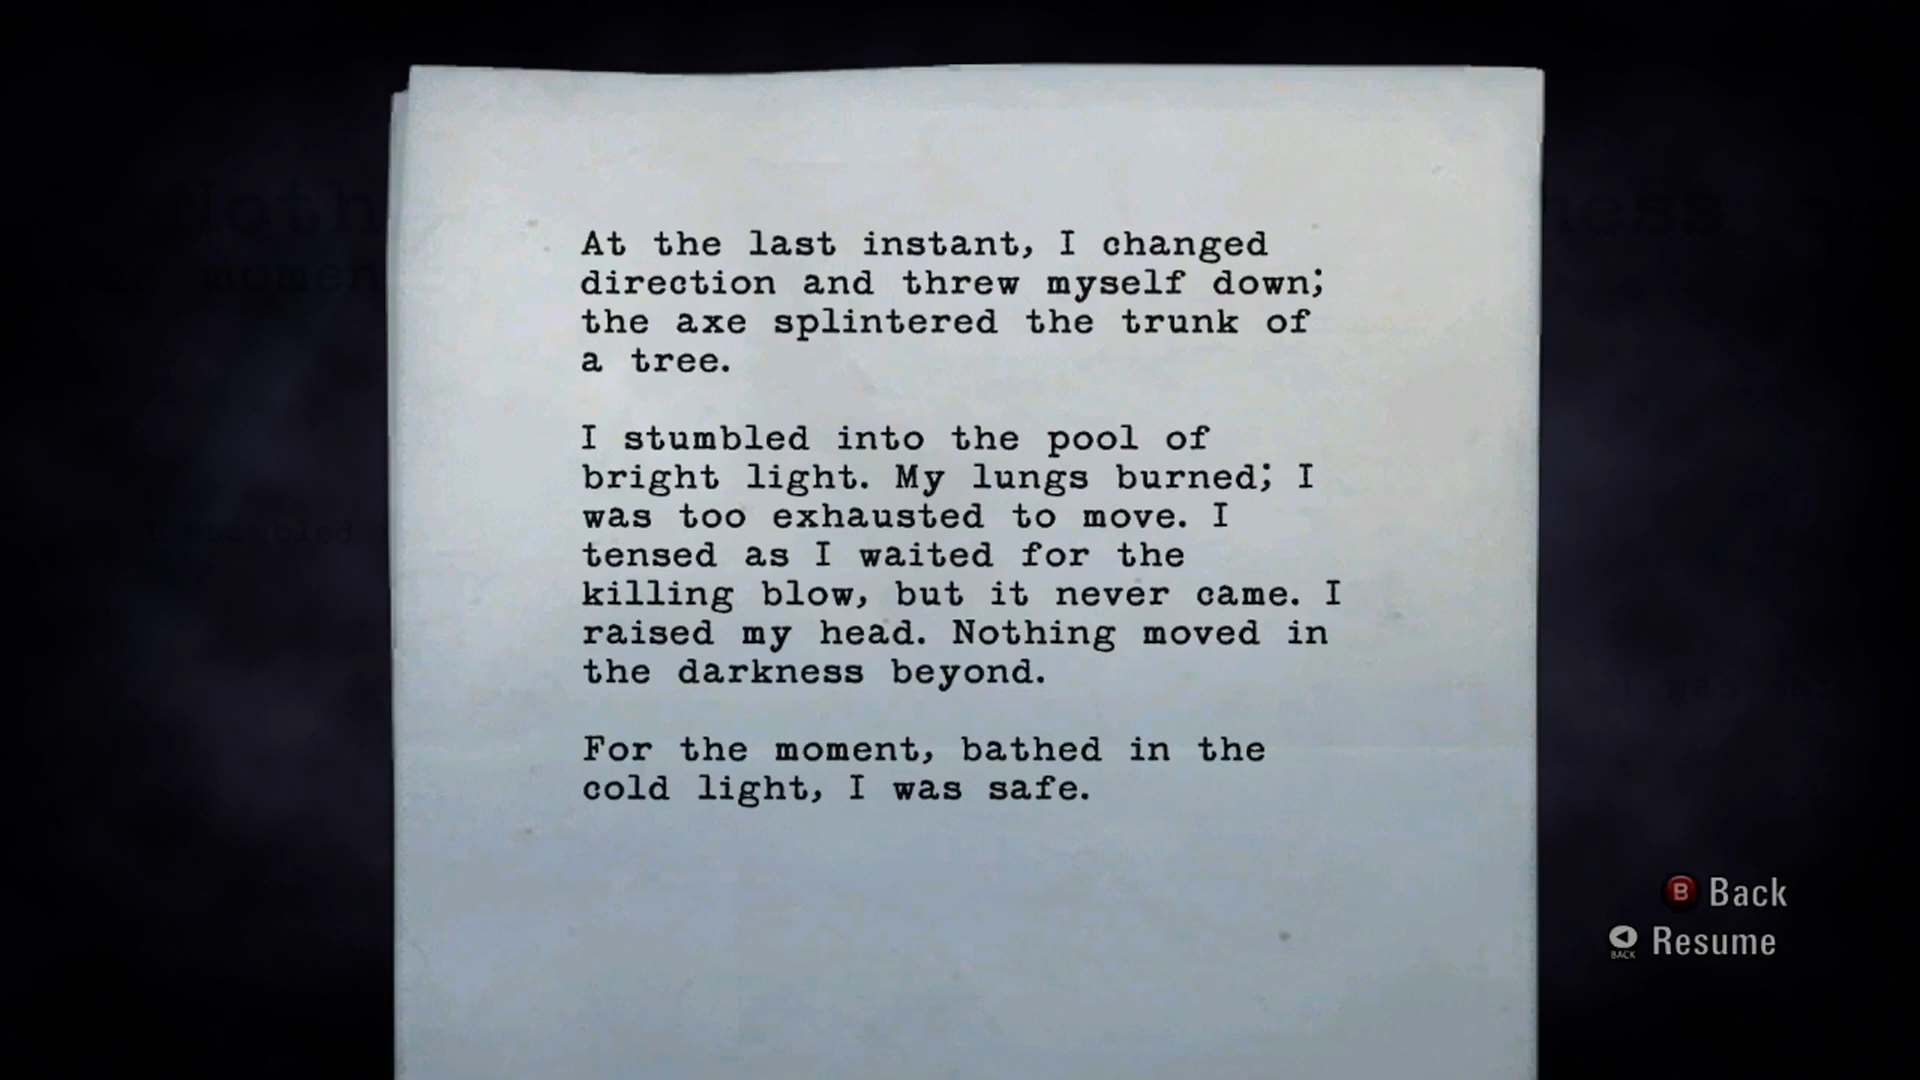 At the last instant, I changed
direction and threw myself down;
the axe splintered the trunk of
a tree.
I stumbled into the pool of
bright light. My lungs burned; I
was too exhausted to move. I
tensed as I waited for the
killing blow, but it never came. I
raised my head. Nothing moved in
the darkness beyond.
For the moment, bathed in the
cold light, I was safe.
B Back
BACK Resume